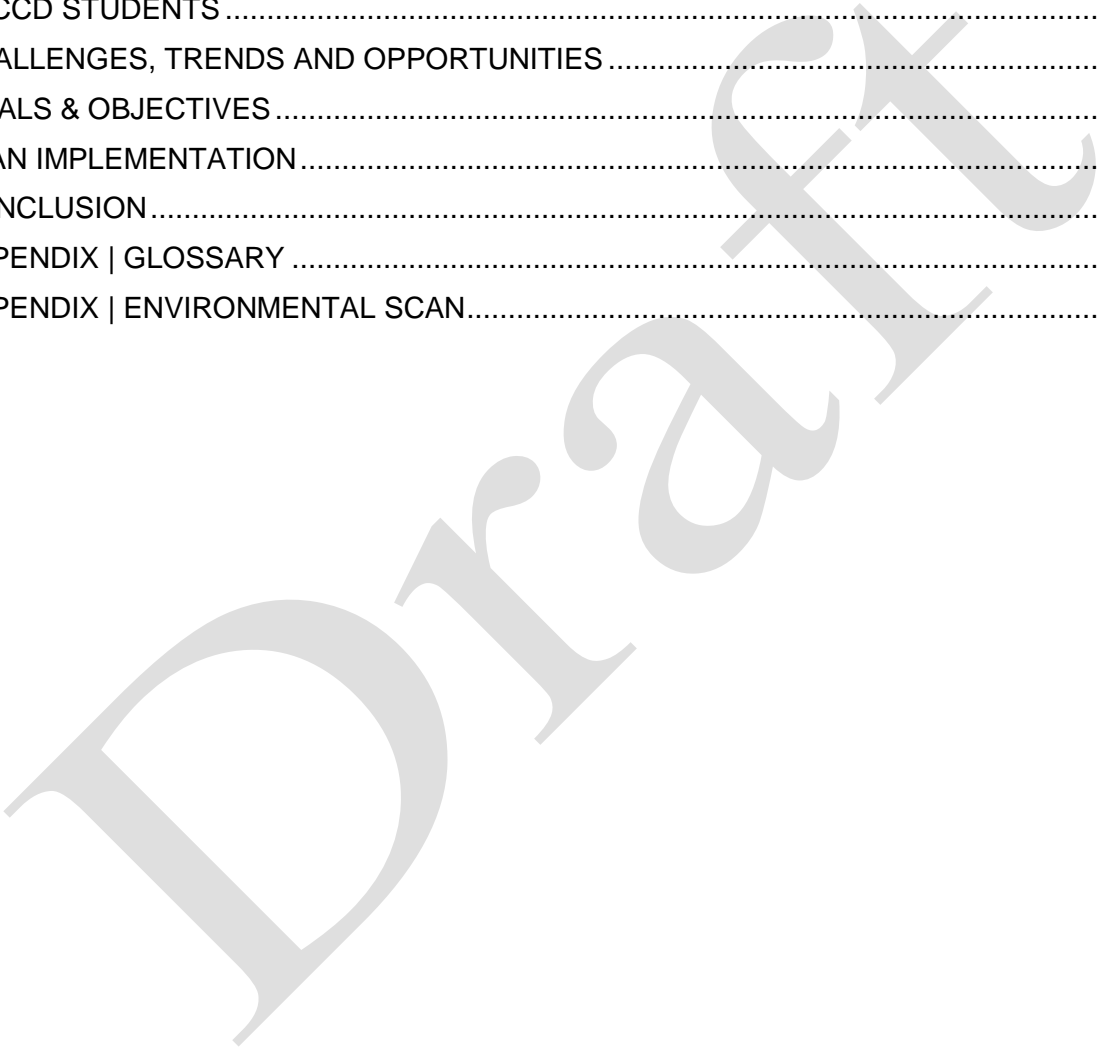 CCD STUDENTS ........................................................................................................
ALLENGES, TRENDS AND OPPORTUNITIES ............................................................
ALS & OBJECTIVES ...................................................................................................
AN IMPLEMENTATION ................................................................................................
NCLUSION ..................................................................................................................
PENDIX | GLOSSARY .................................................................................................
PENDIX | ENVIRONMENTAL SCAN ............................................................................
Draft